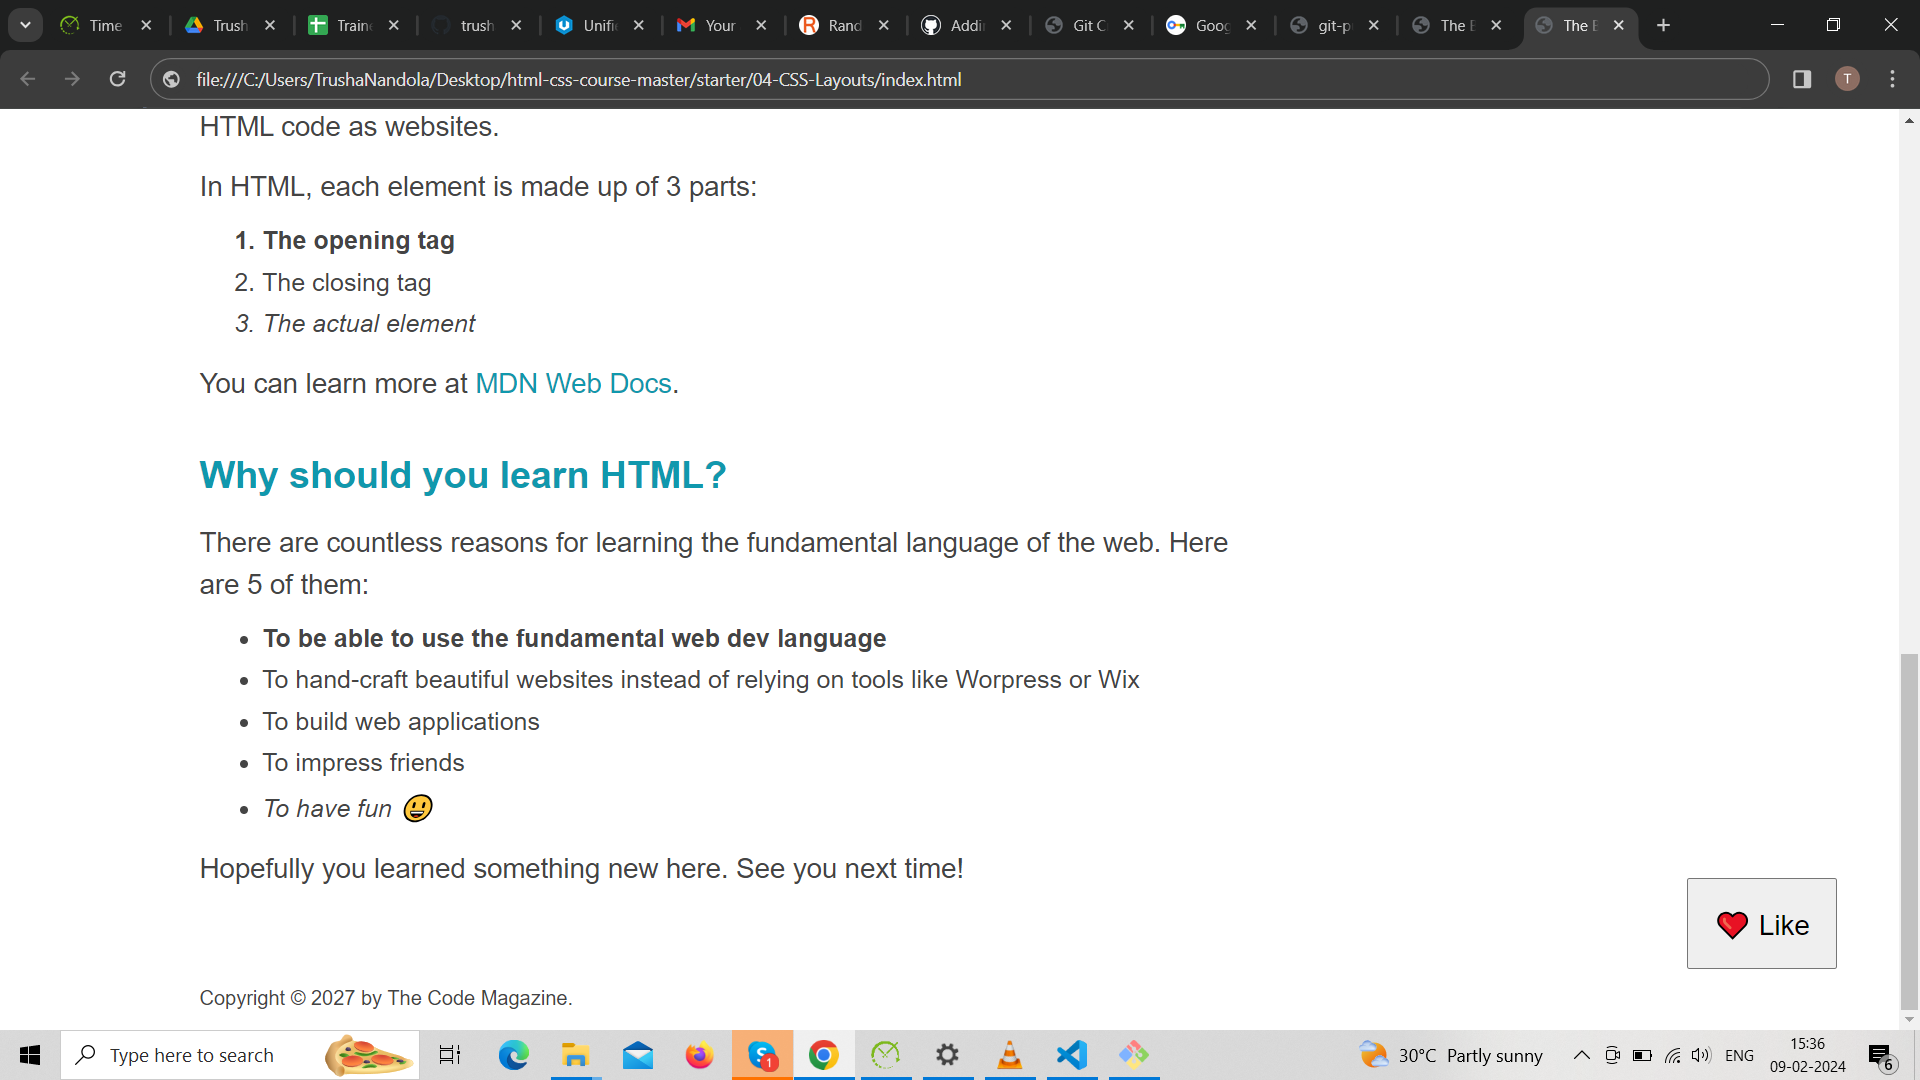 Time
Trush
Traine
trush
Unifie
Your
Rand
Addin
Git C
Goog
git-p
The E
The E
file:///C:/Users/TrushaNandola/Desktop/html-css-course-master/starter/04-CSS-Layouts/index.html
T
HTML code as websites.
In HTML, each element is made up of 3 parts:
1. The opening tag
2. The closing tag
3. The actual element
You can learn more at MDN Web Docs.
Why should you learn HTML?
There are countless reasons for learning the fundamental language of the web. Here
are 5 of them:
• To be able to use the fundamental web dev language
• To hand-craft beautiful websites instead of relying on tools like Worpress or Wix
• To build web applications
• To impress friends
• To have fun 😃
Hopefully you learned something new here. See you next time!
❤️ Like
Copyright © 2027 by The Code Magazine.
Type here to search
1
30°C Partly sunny
ENG
15:36
09-02-2024
6